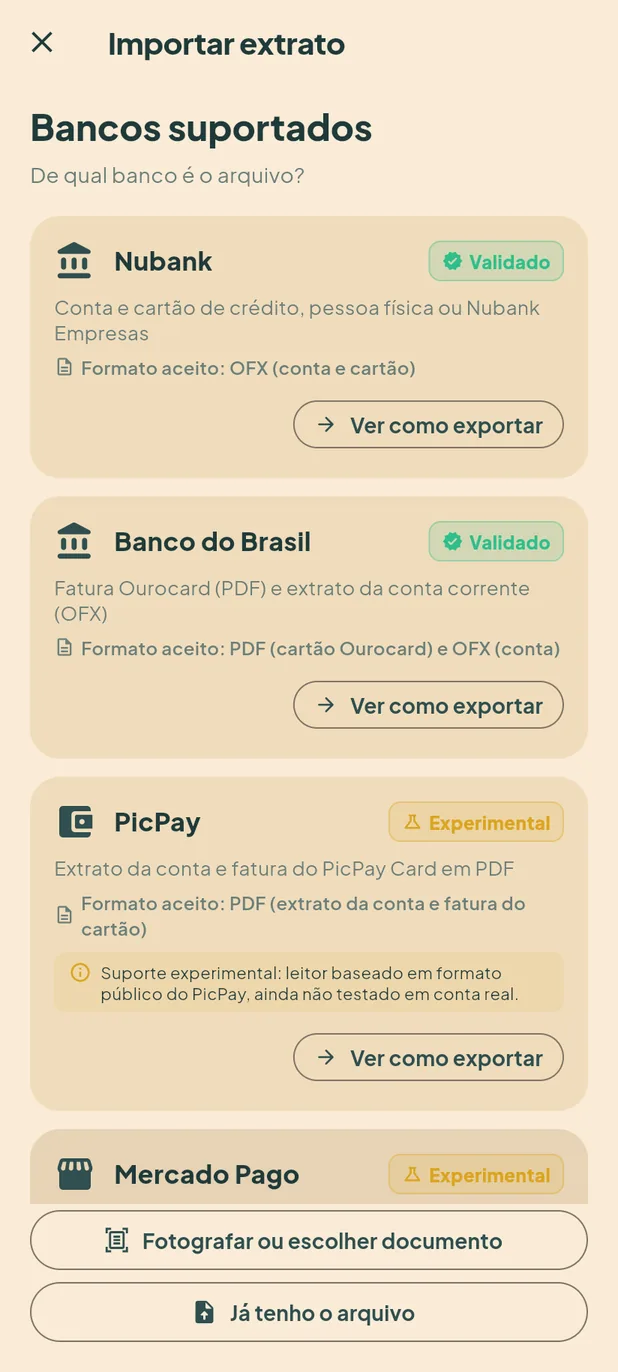 Importar extrato
Bancos suportados
De qual banco é o arquivo?
Nubank
Validado
Conta e cartão de crédito, pessoa física ou Nubank
Empresas
Formato aceito: OFX (conta e cartão)
Ver como exportar
Banco do Brasil
Validado
Fatura Ourocard (PDF) e extrato da conta corrente
(OFX)
Formato aceito: PDF (cartão Ourocard) e OFX (conta)
Ver como exportar
PicPay
Experimental
Extrato da conta e fatura do PicPay Card em PDF
Formato aceito: PDF (extrato da conta e fatura do
cartão)
Suporte experimental: leitor baseado em formato
público do PicPay, ainda não testado em conta real.
Ver como exportar
Mercado Pago
Experimental
Fotografar ou escolher documento
Já tenho o arquivo